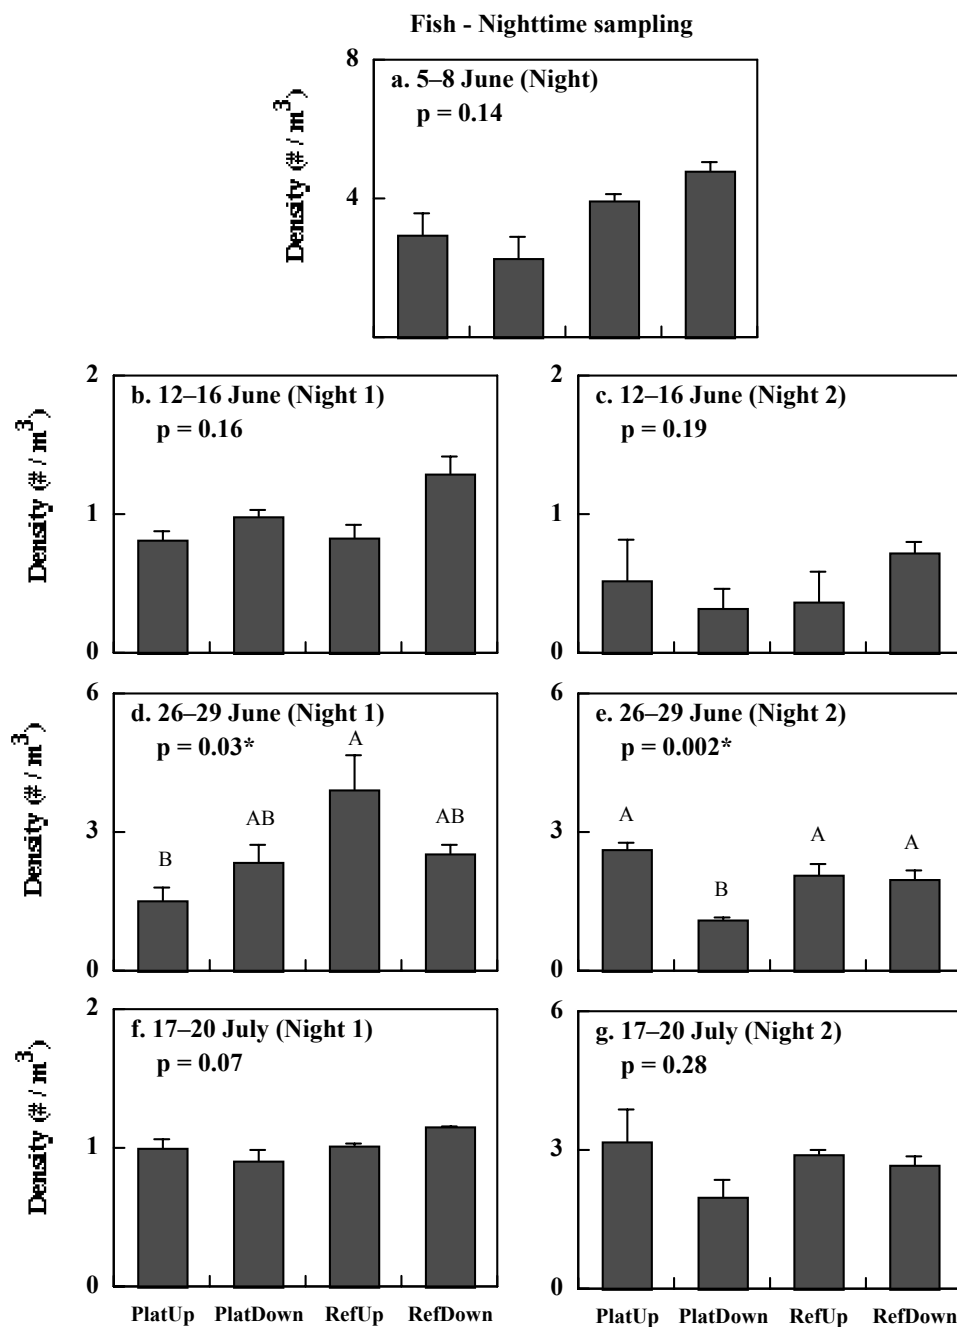 Fish - Nighttime sampling
Density (# / m³)
8
4
a. 5–8 June (Night)
p = 0.14
Density (# / m³)
2
1
0
b. 12–16 June (Night 1)
p = 0.16
2
1
0
c. 12–16 June (Night 2)
p = 0.19
Density (# / m³)
6
3
0
d. 26–29 June (Night 1)
p = 0.03*
B
AB
A
AB
6
3
0
e. 26–29 June (Night 2)
p = 0.002*
A
B
A
A
Density (# / m³)
2
1
0
f. 17–20 July (Night 1)
p = 0.07
PlatUp PlatDown RefUp RefDown
6
3
0
g. 17–20 July (Night 2)
p = 0.28
PlatUp PlatDown RefUp RefDown